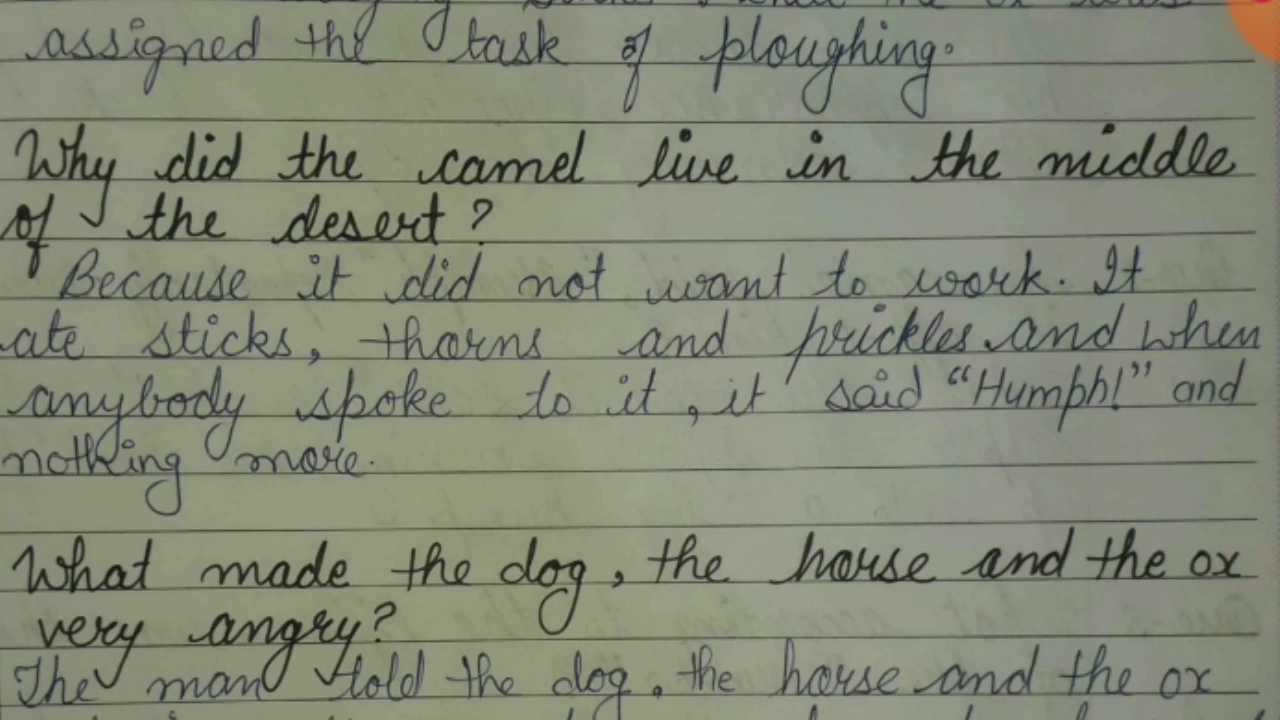 assigned the task of ploughing.
Why did the camel live in the middle
of the desert?
Because it did not want to work. It
ate sticks, thorns and prickles and when
anybody spoke to it, it said "Humph!" and
nothing more.
What made the dog, the horse and the ox
very angry?
The man told the dog, the horse and the ox